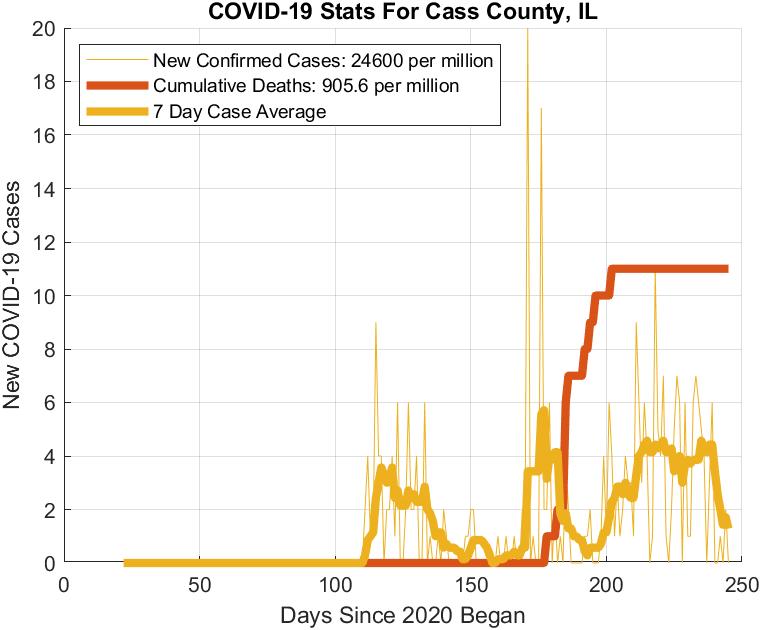 COVID-19 Stats For Cass County, IL
New Confirmed Cases: 24600 per million
Cumulative Deaths: 905.6 per million
7 Day Case Average
New COVID-19 Cases
20
18
16
14
12
10
8
6
4
2
0
0 50 100 150 200 250
Days Since 2020 Began